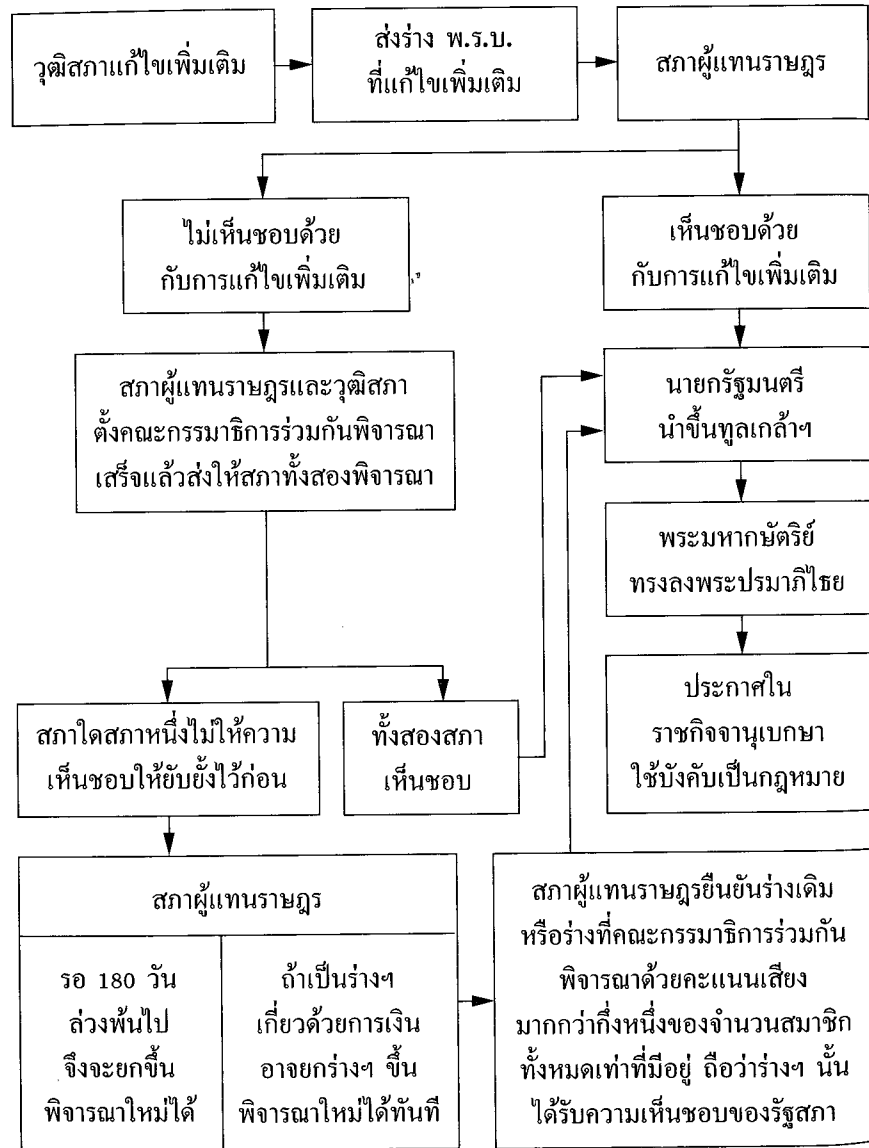 วุฒิสภาแก้ไขเพิ่มเติม
ส่งร่าง พ.ร.บ.
ที่แก้ไขเพิ่มเติม
สภาผู้แทนราษฎร
ไม่เห็นชอบด้วย
กับการแก้ไขเพิ่มเติม
เห็นชอบด้วย
กับการแก้ไขเพิ่มเติม
สภาผู้แทนราษฎรและวุฒิสภา
ตั้งคณะกรรมาธิการร่วมกันพิจารณา
เสร็จแล้วส่งให้สภาทั้งสองพิจารณา
นายกรัฐมนตรี
นำขึ้นทูลเกล้าฯ
พระมหากษัตริย์
ทรงลงพระปรมาภิไธย
สภาใดสภาหนึ่งไม่ให้ความ
เห็นชอบให้ยับยั้งไว้ก่อน
ทั้งสองสภา
เห็นชอบ
ประกาศใน
ราชกิจจานุเบกษา
ใช้บังคับเป็นกฎหมาย
สภาผู้แทนราษฎร
รอ 180 วัน
ล่วงพ้นไป
จึงจะยกขึ้น
พิจารณาใหม่ได้
ถ้าเป็นร่างฯ
เกี่ยวด้วยการเงิน
อาจยกร่างฯ ขึ้น
พิจารณาใหม่ได้ทันที
สภาผู้แทนราษฎรยืนยันร่างเดิม
หรือร่างที่คณะกรรมาธิการร่วมกัน
พิจารณาด้วยคะแนนเสียง
มากกว่ากึ่งหนึ่งของจำนวนสมาชิก
ทั้งหมดเท่าที่มีอยู่ ถือว่าร่างฯ นั้น
ได้รับความเห็นชอบของรัฐสภา